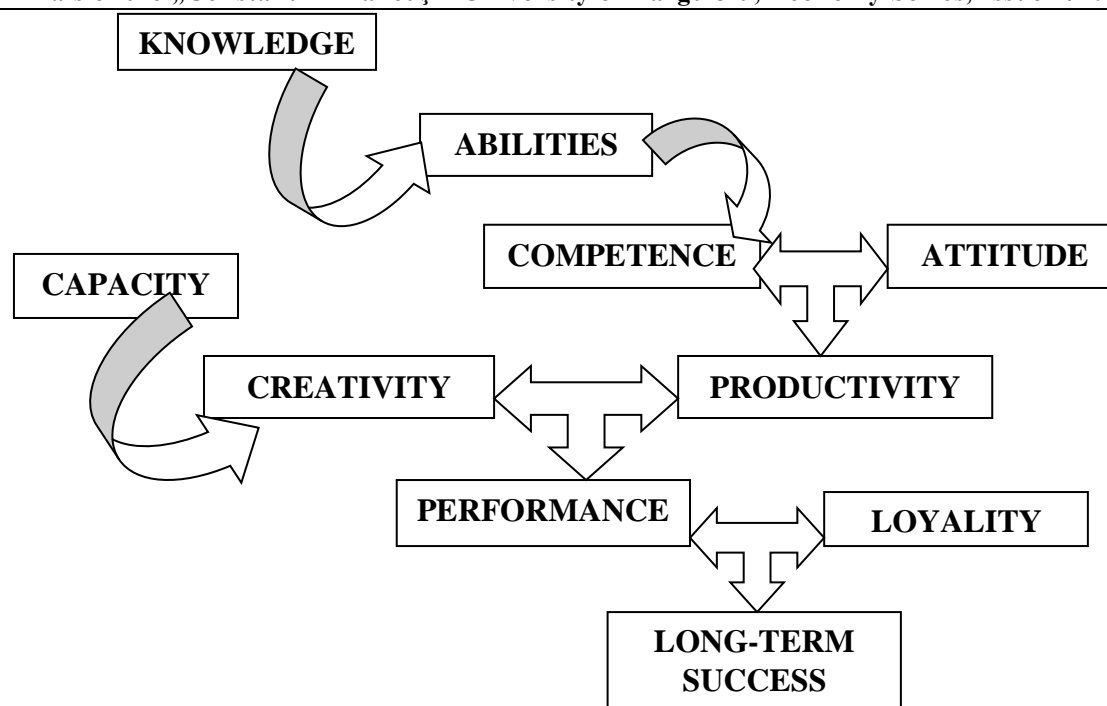 KNOWLEDGE
ABILITIES
COMPETENCE
ATTITUDE
CAPACITY
CREATIVITY
PRODUCTIVITY
PERFORMANCE
LOYALITY
LONG-TERM
SUCCESS